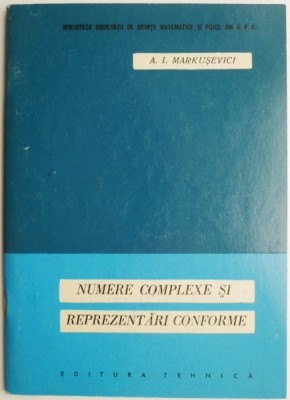 BIBLIOTECA SOCIETĂȚII DE ȘTIINȚE MATEMATICE ȘI FIZICE DIN R. P. R.
A. I. MARKUȘEVICI
NUMERE COMPLEXE ȘI
REPREZENTĂRI CONFORME
EDITURA TEHNICĂ